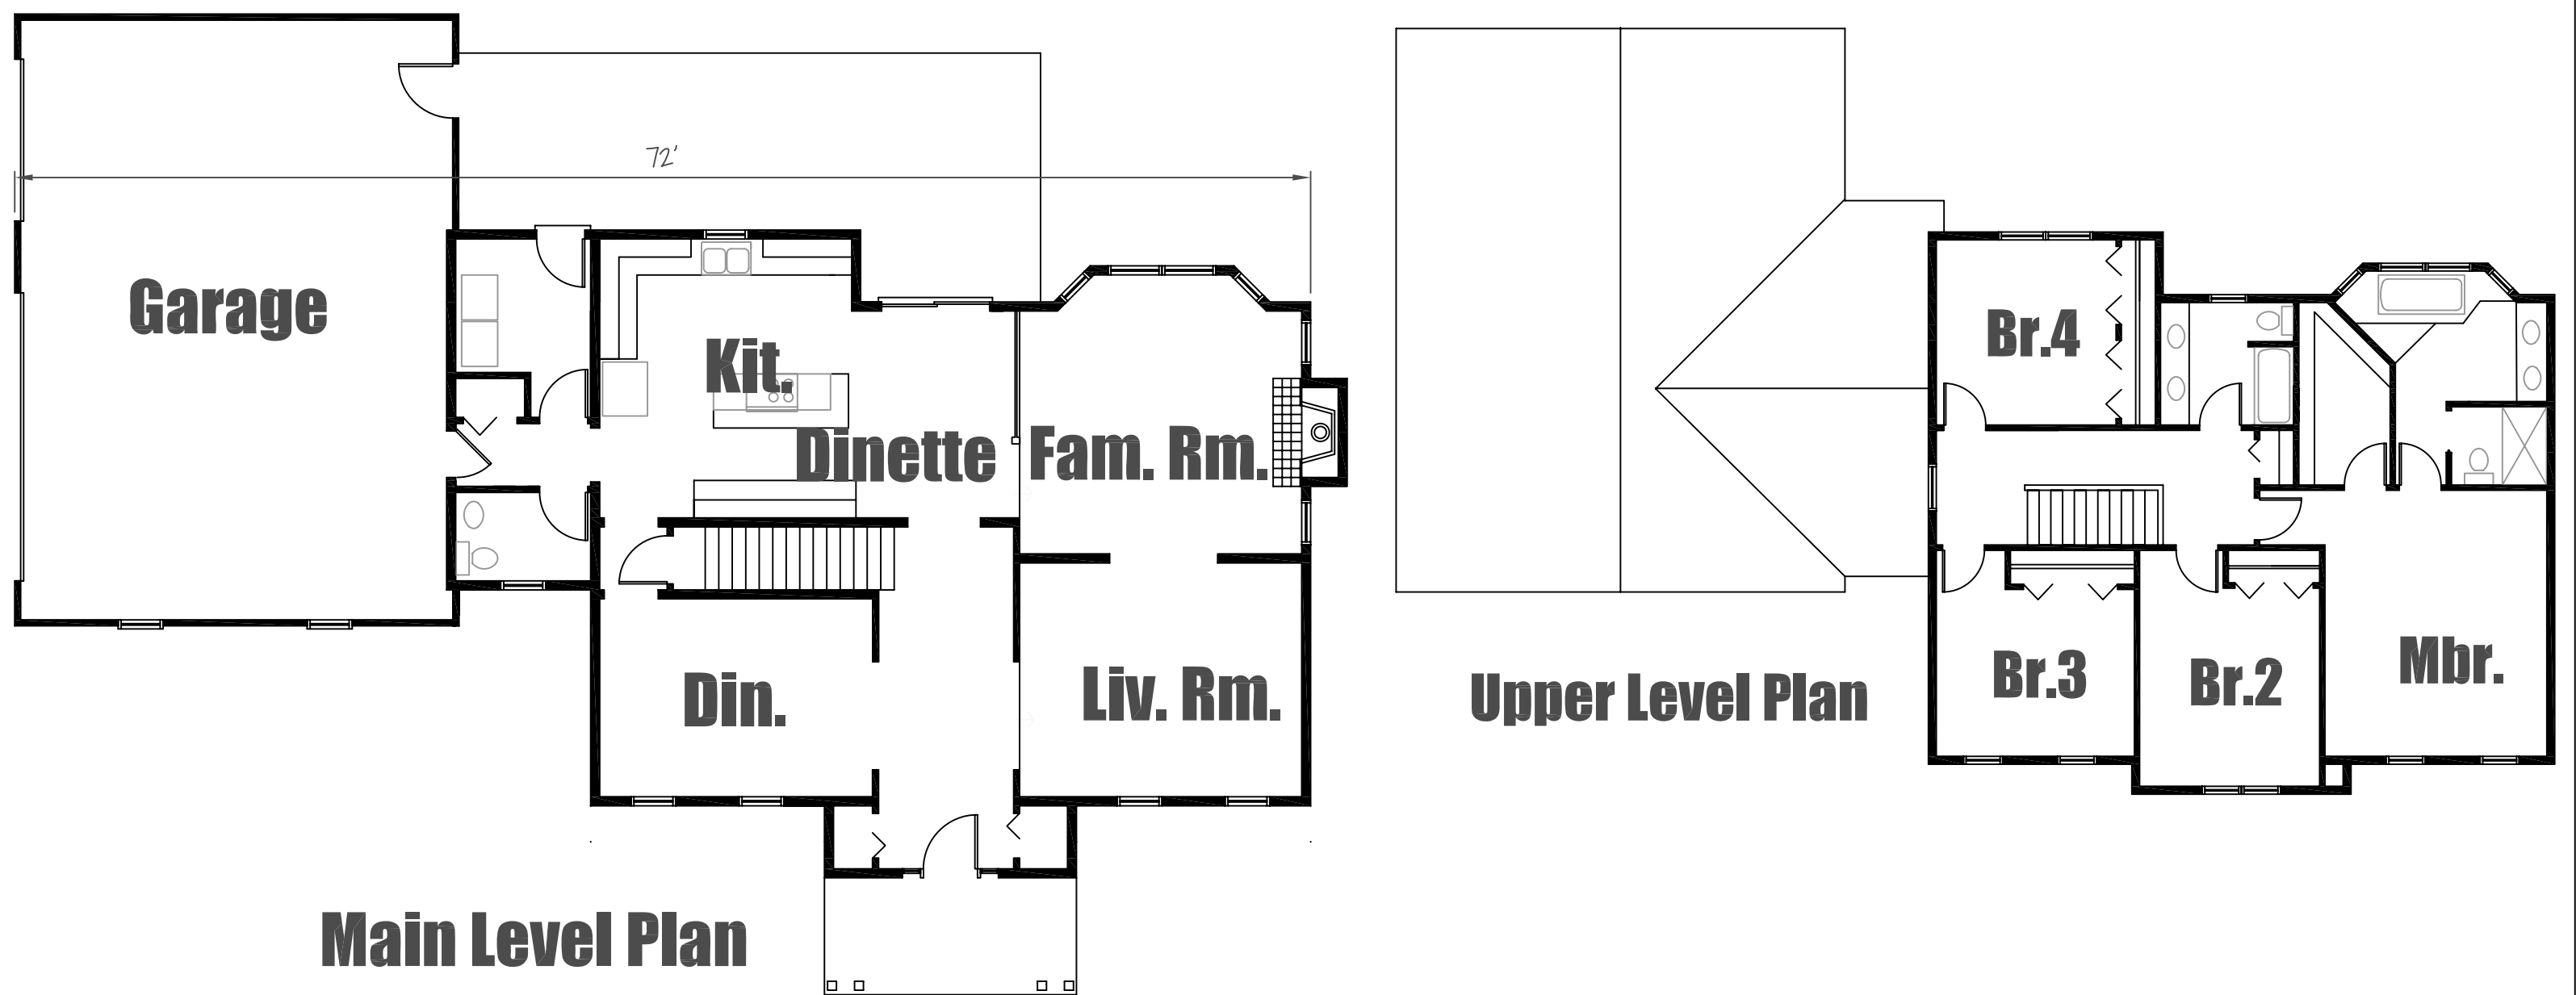 72'
Garage
Kit.
Dinette
Fam. Rm.
Din.
Liv. Rm.
Main Level Plan
Br.4
Br.3
Br.2
Mbr.
Upper Level Plan